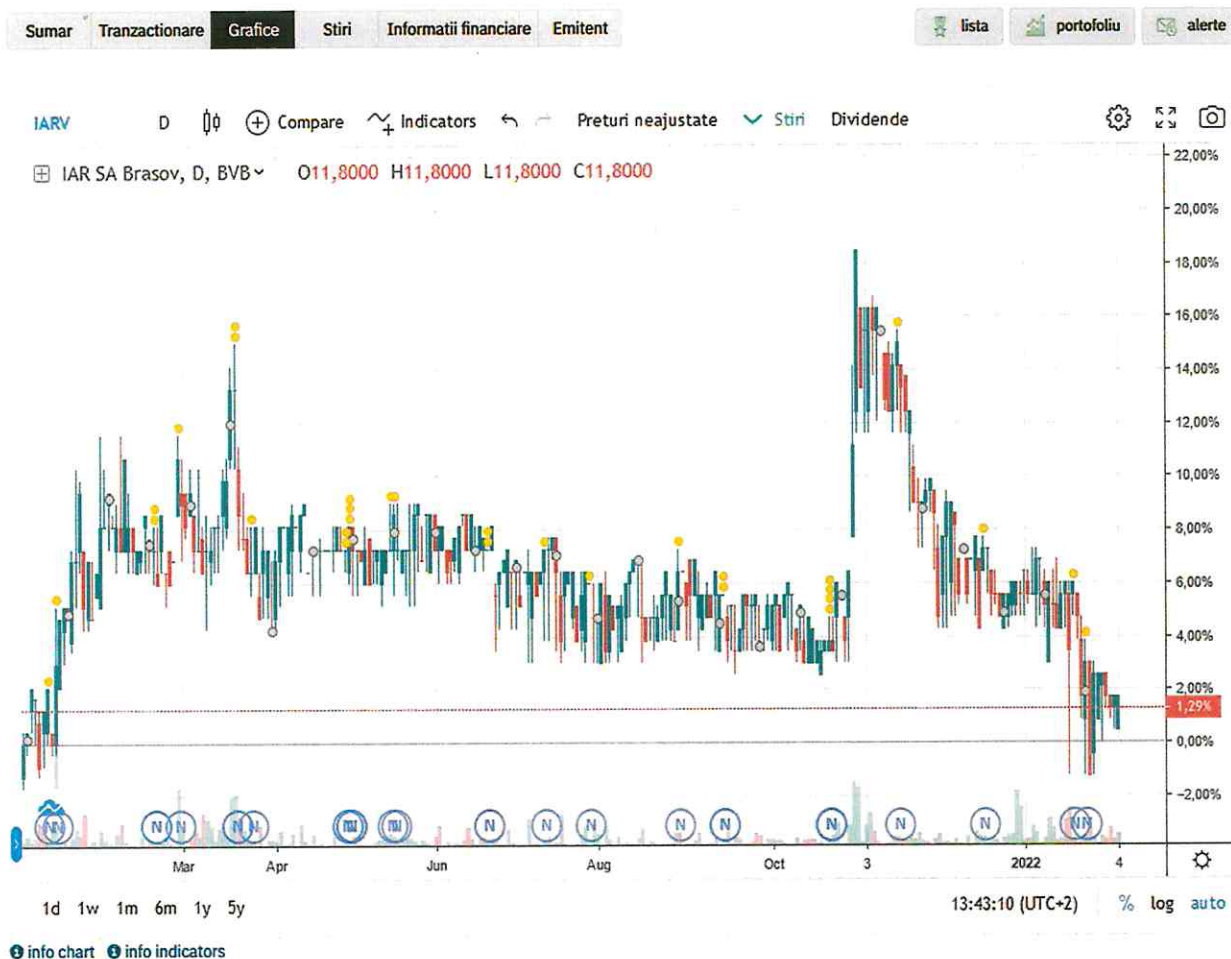 Sumar Tranzactionare Grafice Stiri Informatii financiare Emitent lista portofoliu alerte
IARV D Compare Indicators Preturi neajustate Stiri Dividende
IAR SA Brasov, D, BVB O11,8000 H11,8000 L11,8000 C11,8000
22,00%
20,00%
18,00%
16,00%
14,00%
12,00%
10,00%
8,00%
6,00%
4,00%
2,00%
1,29%
0,00%
−2,00%
N N N N N N N N N N N N N N N N N N N
Mar Apr Jun Aug Oct 3 2022 4
1d 1w 1m 6m 1y 5y 13:43:10 (UTC+2) % log auto
info chart info indicators